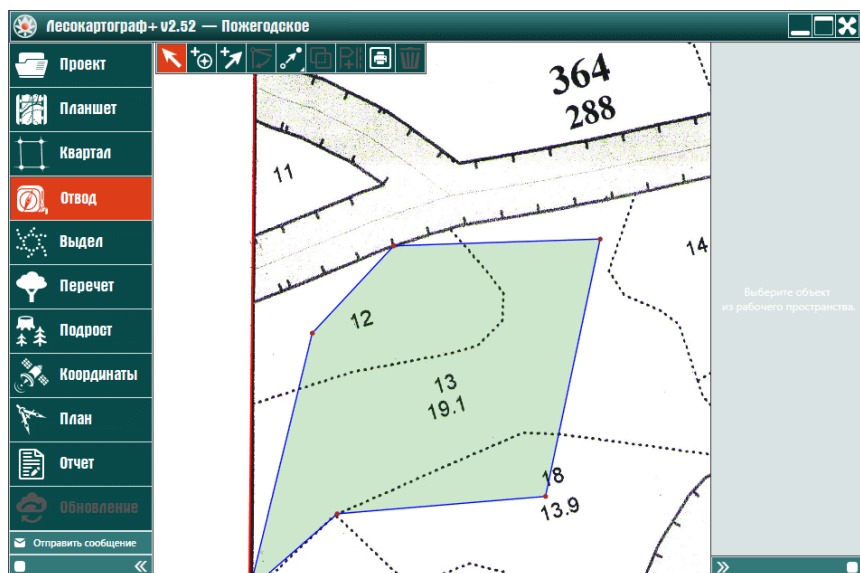 Лесокартограф+ v2.52 — Пожегодское
Проект
Планшет
Квартал
Отвод
Выдел
Перечет
Подрост
Координаты
План
Отчет
Обновление
Отправить сообщение
364
288
11
14
12
13
19.1
18
13.9
Выберите объект
из рабочего пространства.